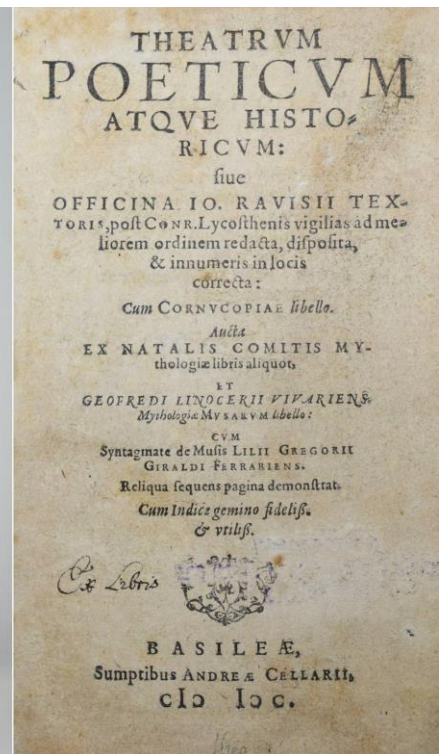 THEATRVM
POETICVM
ATQVE HISTO-
RICVM:
ſiue
OFFICINA IO. RAVISII TEX-
TORIS, poſt CONR. Lycoſthenis vigilias ad me-
liorem ordinem redacta, diſpoſita,
& innumeris in locis
correcta:
Cum CORNVCOPIAE libello.
Aucta
EX NATALIS COMITIS MY-
thologiæ libris aliquot,
ET
GEOFREDI LINOCERII VIVARIENS.
Mythologiæ MVSARVM libello:
CVM
Syntagmate de Muſis LILII GREGORII
GIRALDI FERRARIENS.
Reliqua ſequens pagina demonſtrat.
Cum Indice gemino fideliſſ.
& vtiliſſ.
Ex Libris
BASILEÆ,
Sumptibus ANDREÆ CELLARII,
cIↃ IↃc.